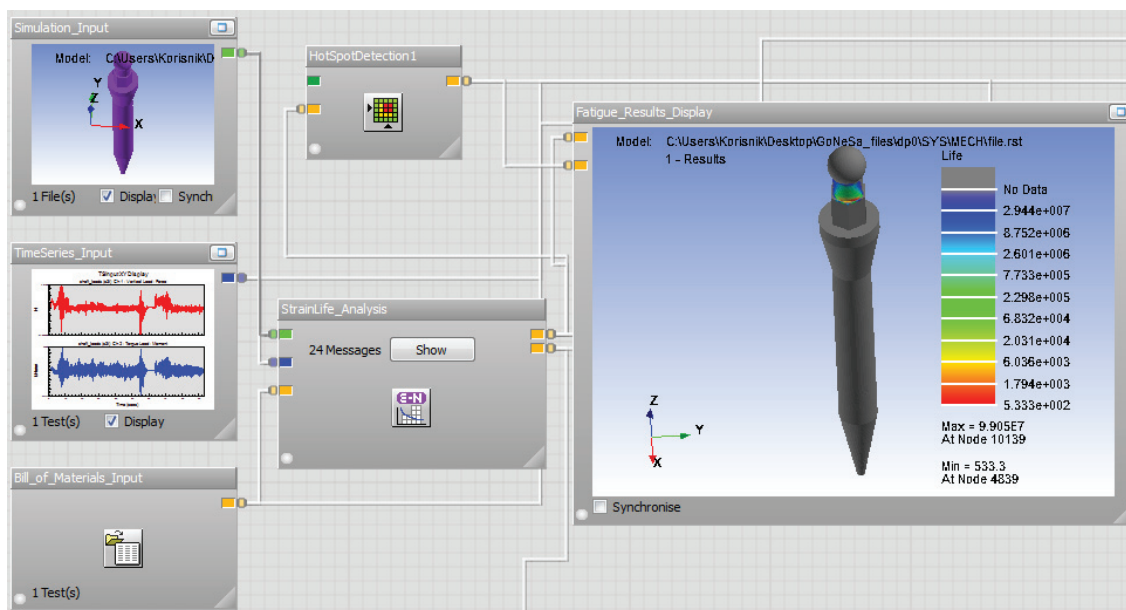 Simulation_Input
Model: C:\Users\Korisnik\D
Y
Z
X
1 File(s) Display Synch
HotSpotDetection1
TimeSeries_Input
TSInputXYDisplay
Time (secs)
1 Test(s) Display
StrainLife_Analysis
24 Messages Show
E-N
Bill_of_Materials_Input
1 Test(s)
Fatigue_Results_Display
Model: C:\Users\Korisnik\Desktop\GoNeSa_files\dp0\SYS\MECH\file.rst
1 - Results
Life
No Data
2.944e+007
8.752e+006
2.601e+006
7.733e+005
2.298e+005
6.832e+004
2.031e+004
6.036e+003
1.794e+003
5.333e+002
Z
Y
X
Max = 9.905E7
At Node 10139
Min = 533.3
At Node 4839
Synchronise